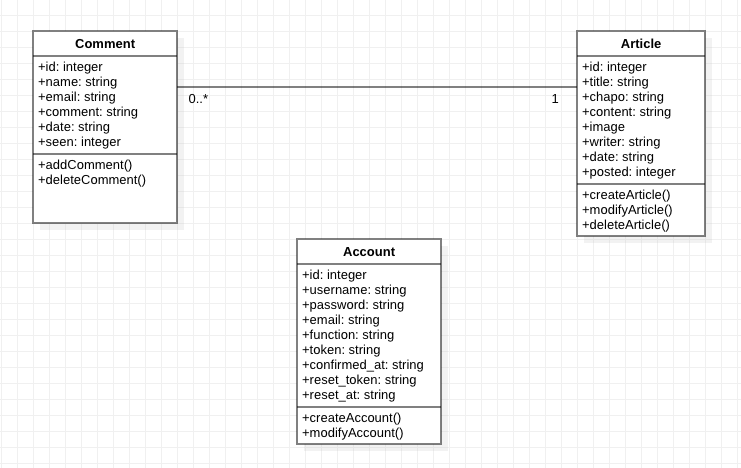 Comment
+id: integer
+name: string
+email: string
+comment: string
+date: string
+seen: integer
+addComment()
+deleteComment()
0..*
1
Article
+id: integer
+title: string
+chapo: string
+content: string
+image
+writer: string
+date: string
+posted: integer
+createArticle()
+modifyArticle()
+deleteArticle()
Account
+id: integer
+username: string
+password: string
+email: string
+function: string
+token: string
+confirmed_at: string
+reset_token: string
+reset_at: string
+createAccount()
+modifyAccount()